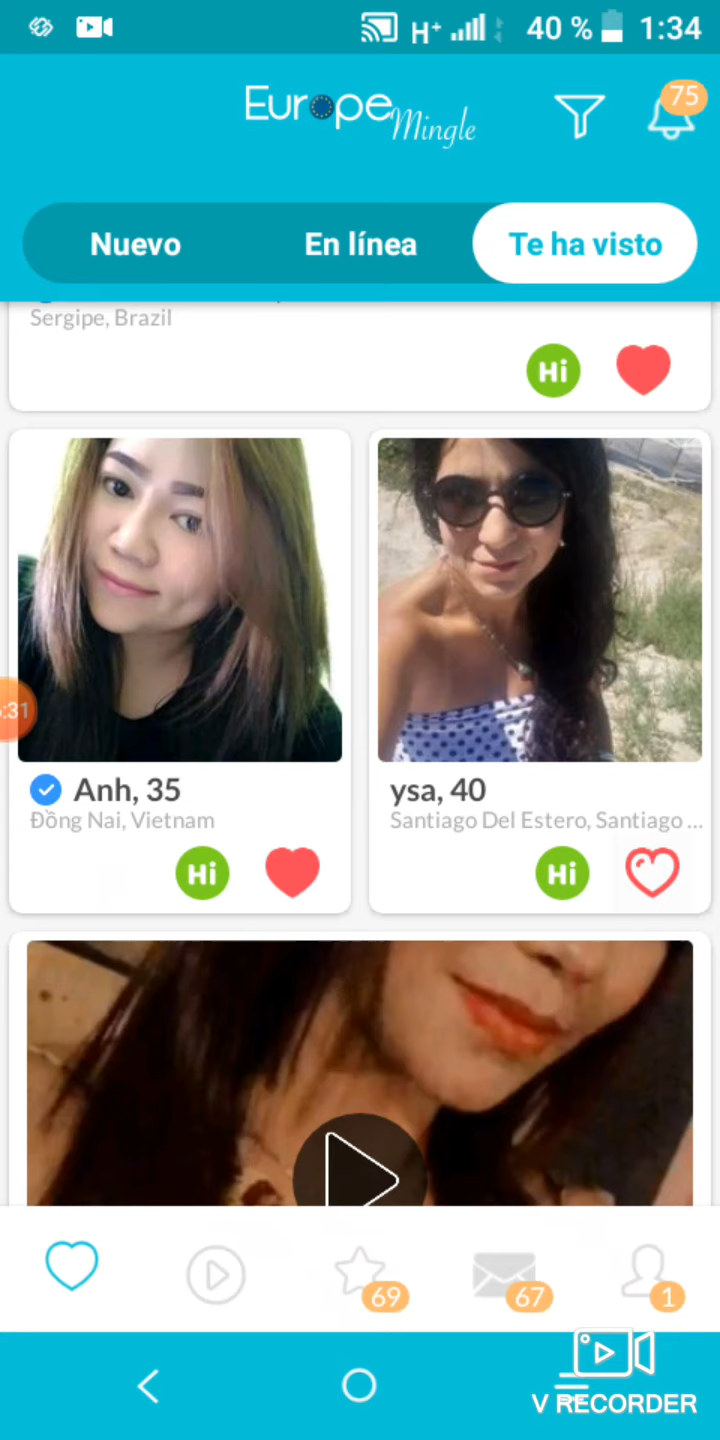 H+ 40 % 1:34
Europe Mingle
75
Nuevo En línea Te ha visto
Sergipe, Brazil
Hi
:31
Anh, 35
Đồng Nai, Vietnam
Hi
ysa, 40
Santiago Del Estero, Santiago ...
Hi
69 67 1
V RECORDER